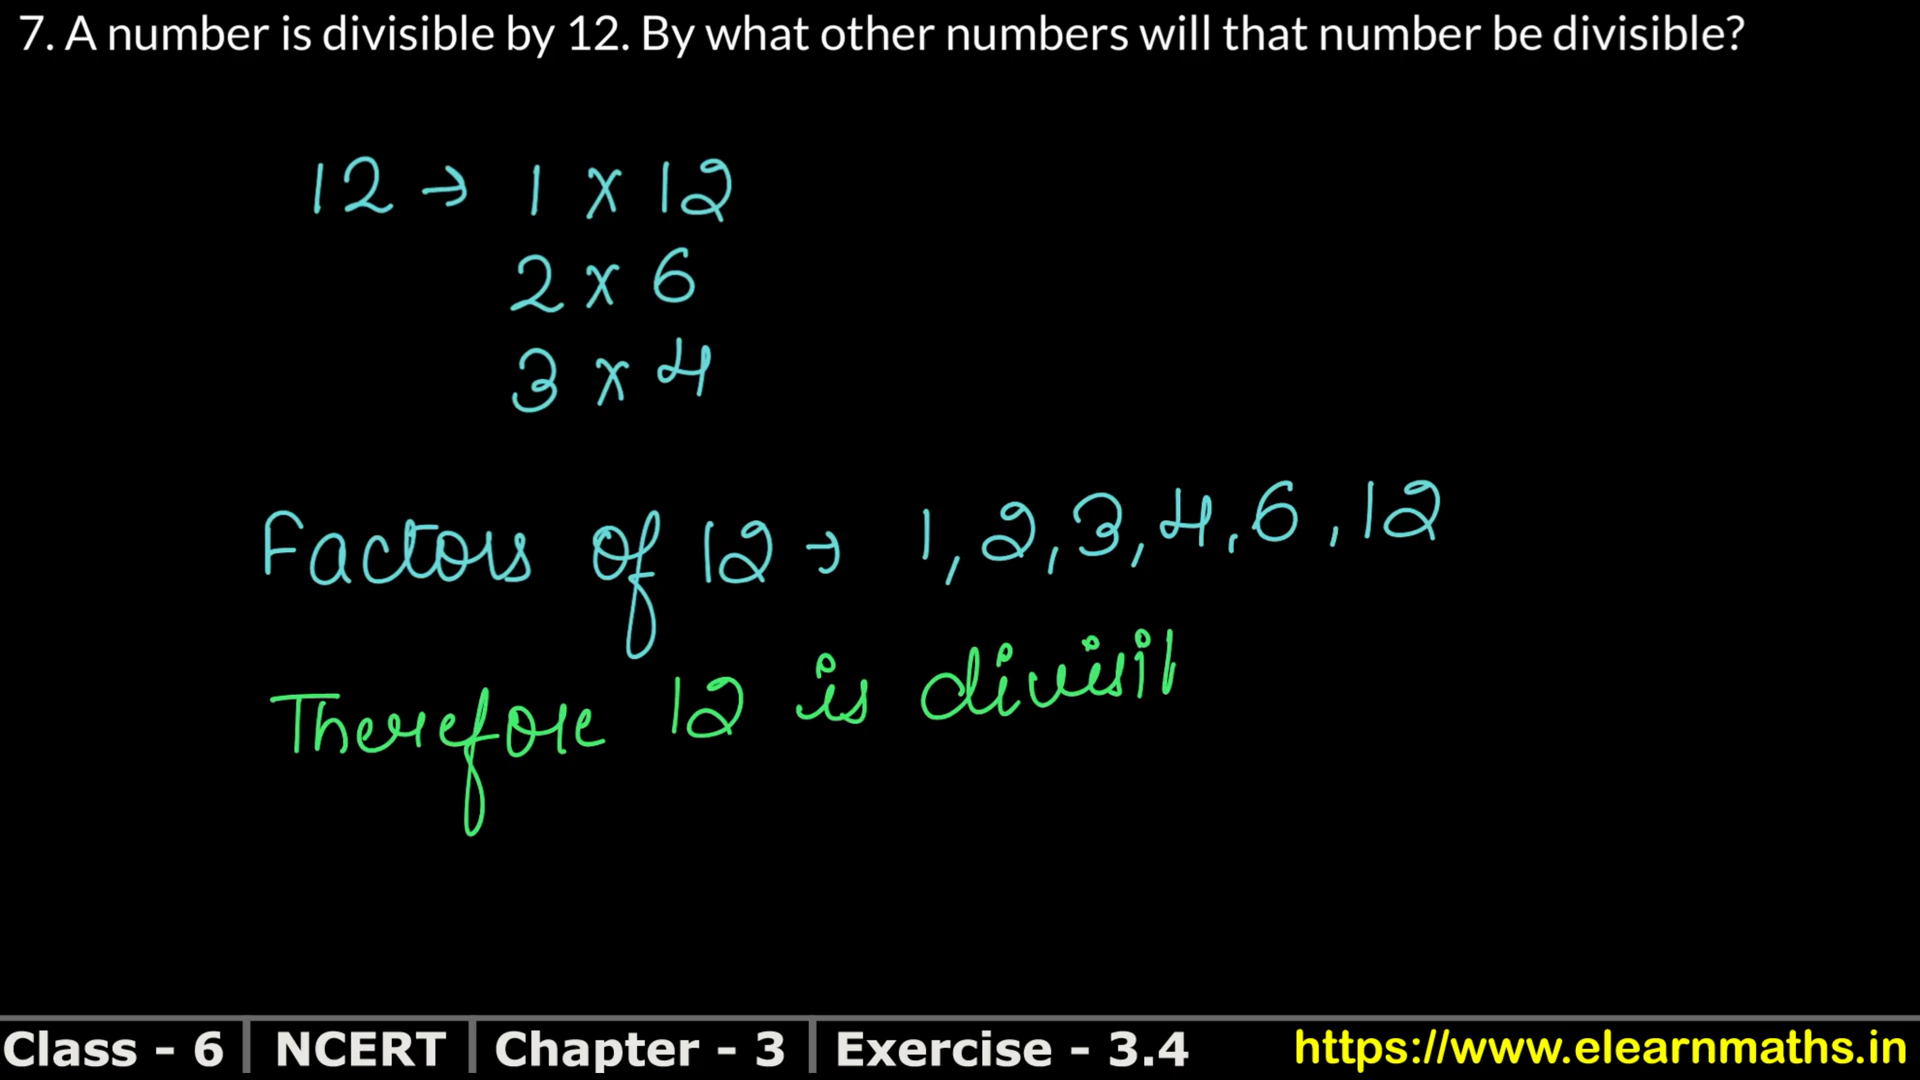 7. A number is divisible by 12. By what other numbers will that number be divisible?
12 → 1 x 12
2 x 6
3 x 4
Factors of 12 → 1, 2, 3, 4, 6, 12
Therefore 12 is divisil
Class - 6 | NCERT | Chapter - 3 | Exercise - 3.4 https://www.elearnmaths.in